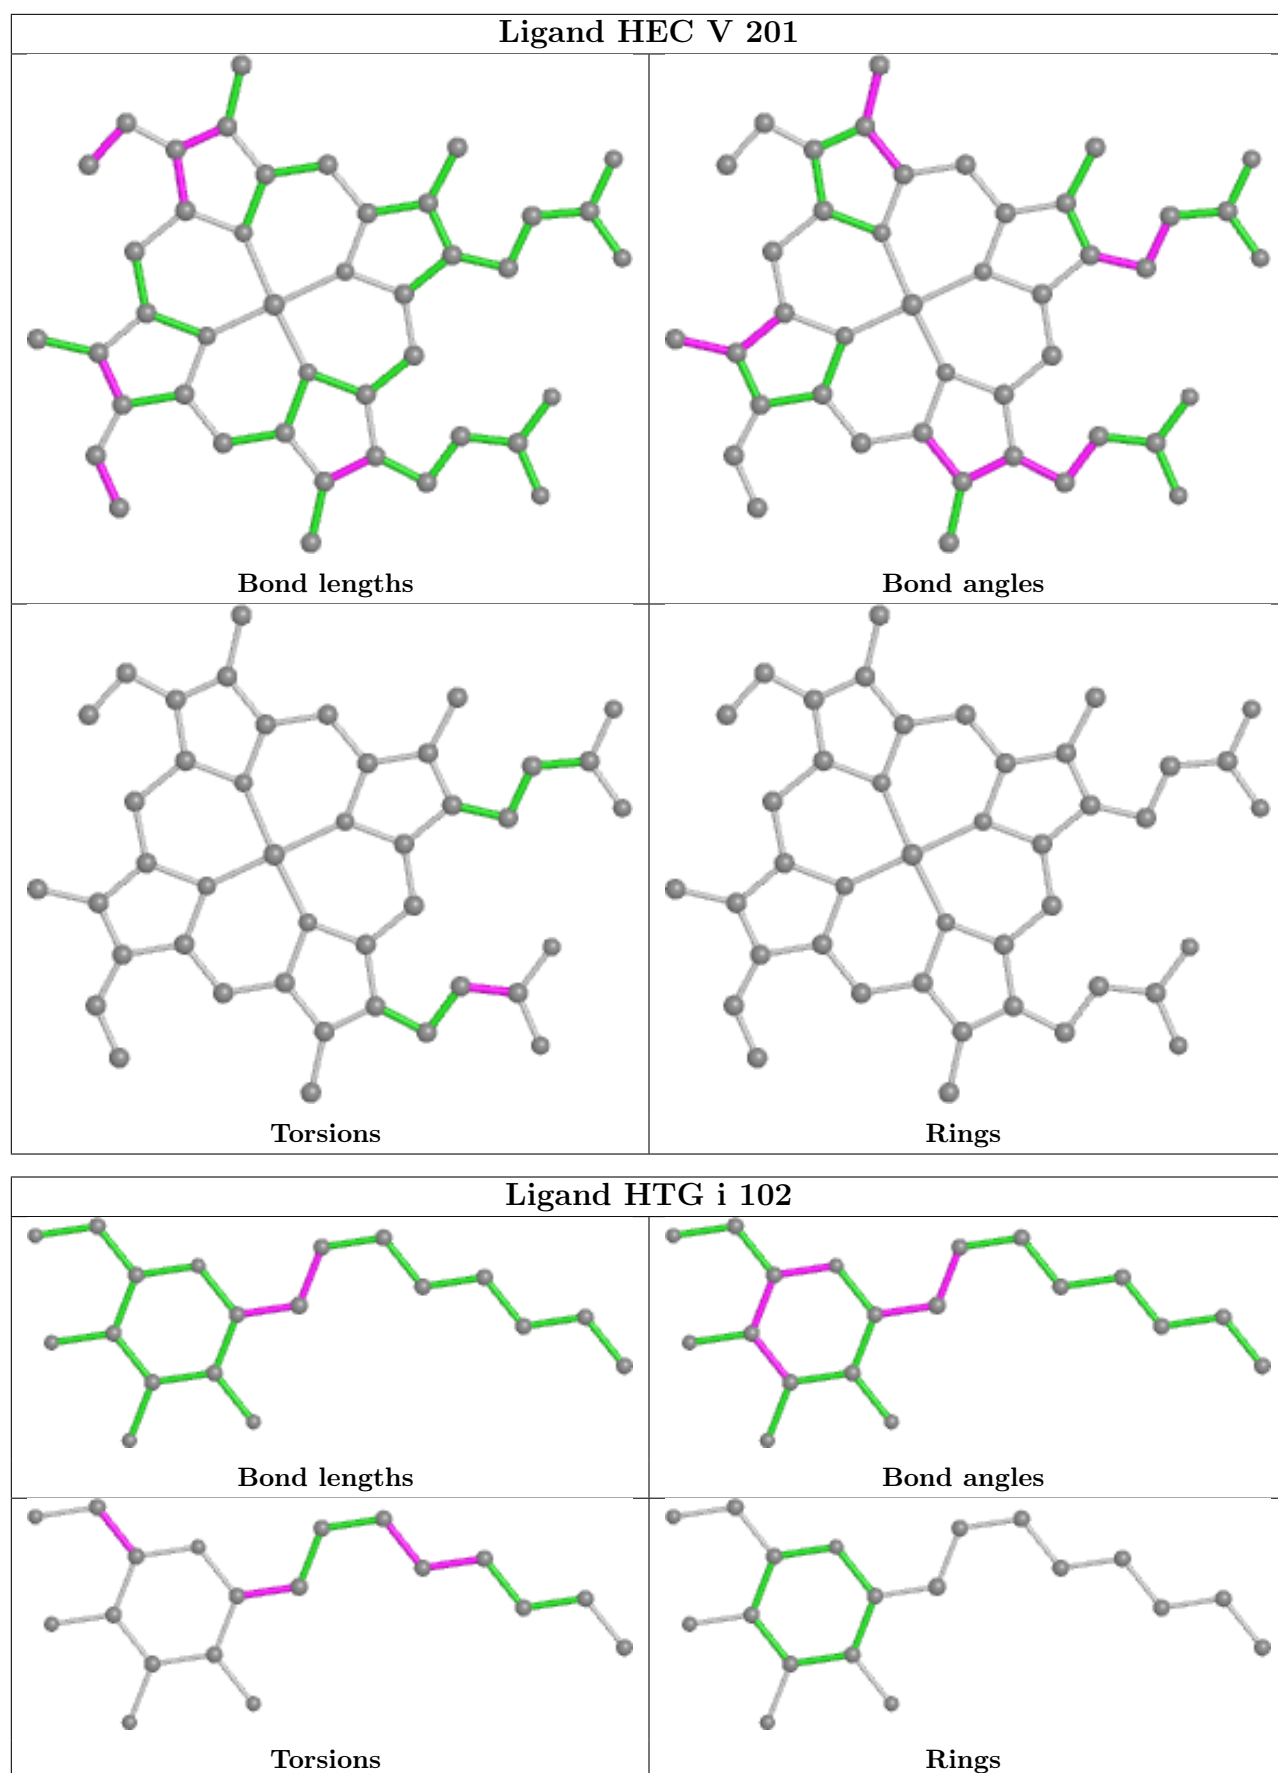 Ligand HEC V 201
Bond lengths
Bond angles
Torsions
Rings
Ligand HTG i 102
Bond lengths
Bond angles
Torsions
Rings